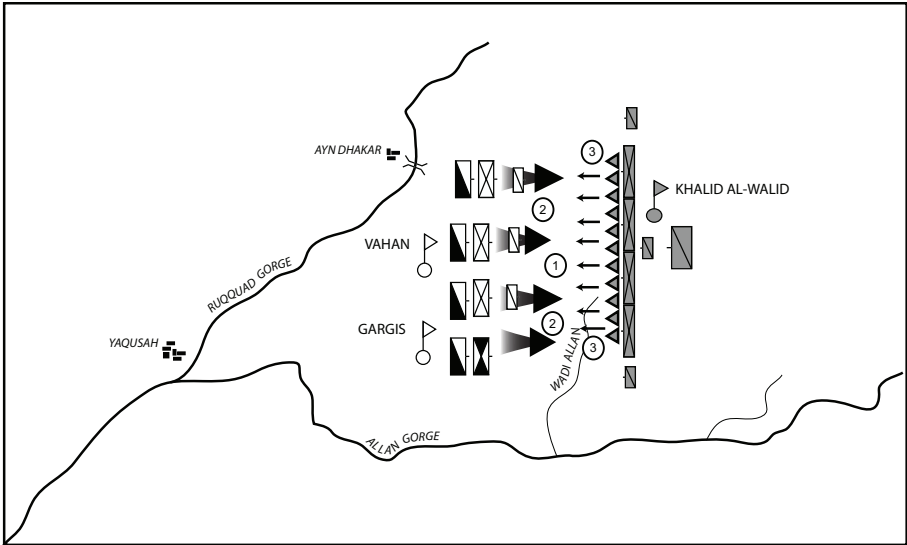 3
AYN DHAKAR
KHALID AL-WALID
2
VAHAN
1
RUQQUAD GORGE
GARGIS
2
YAQUSAH
3
WADI ALLAN
ALLAN GORGE